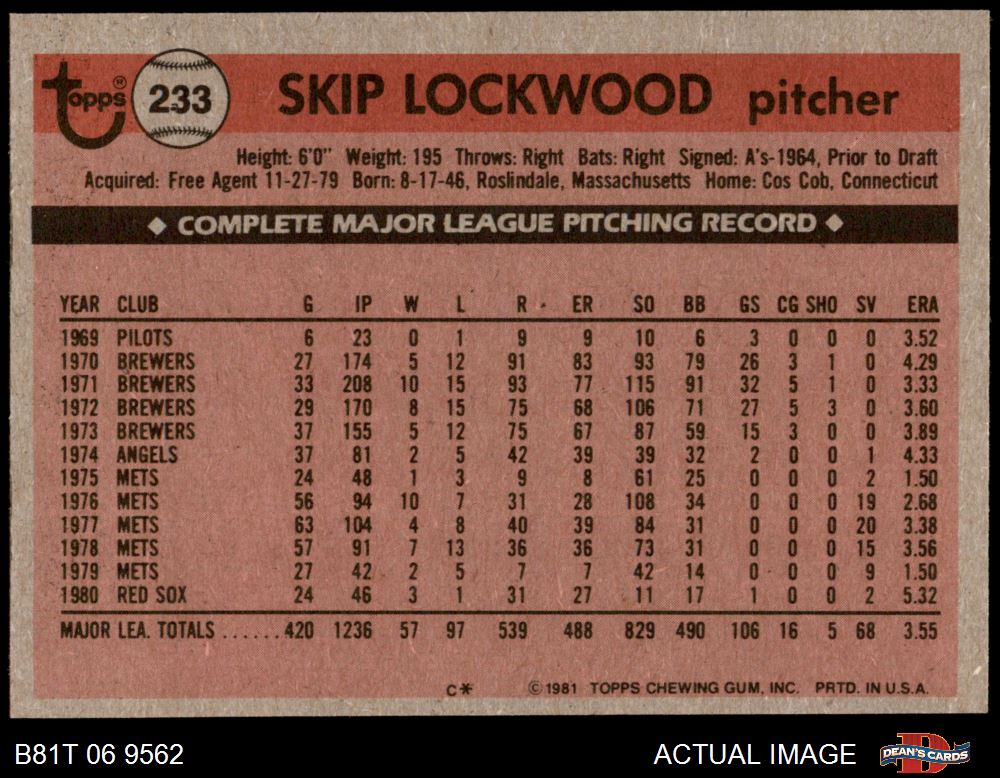 Topps® 233 SKIP LOCKWOOD pitcher
Height: 6'0" Weight: 195 Throws: Right Bats: Right Signed: A's-1964, Prior to Draft
Acquired: Free Agent 11-27-79 Born: 8-17-46, Roslindale, Massachusetts Home: Cos Cob, Connecticut
◆ COMPLETE MAJOR LEAGUE PITCHING RECORD ◆
YEAR CLUB G IP W L R ER SO BB GS CG SHO SV ERA
1969 PILOTS 6 23 0 1 9 9 10 6 3 0 0 0 3.52
1970 BREWERS 27 174 5 12 91 83 93 79 26 3 1 0 4.29
1971 BREWERS 33 208 10 15 93 77 115 91 32 5 1 0 3.33
1972 BREWERS 29 170 8 15 75 68 106 71 27 5 3 0 3.60
1973 BREWERS 37 155 5 12 75 67 87 59 15 3 0 0 3.89
1974 ANGELS 37 81 2 5 42 39 39 32 2 0 0 1 4.33
1975 METS 24 48 1 3 9 8 61 25 0 0 0 2 1.50
1976 METS 56 94 10 7 31 28 108 34 0 0 0 19 2.68
1977 METS 63 104 4 8 40 39 84 31 0 0 0 20 3.38
1978 METS 57 91 7 13 36 36 73 31 0 0 0 15 3.56
1979 METS 27 42 2 5 7 7 42 14 0 0 0 9 1.50
1980 RED SOX 24 46 3 1 31 27 11 17 1 0 0 2 5.32
MAJOR LEA. TOTALS ......420 1236 57 97 539 488 829 490 106 16 5 68 3.55
C* © 1981 TOPPS CHEWING GUM, INC. PRTD. IN U.S.A.
B81T 06 9562 ACTUAL IMAGE DEAN'S CARDS